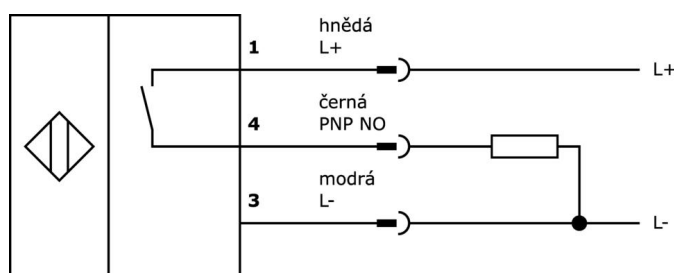 hnědá
1 L+
L+
černá
4 PNP NO
modrá
3 L-
L-